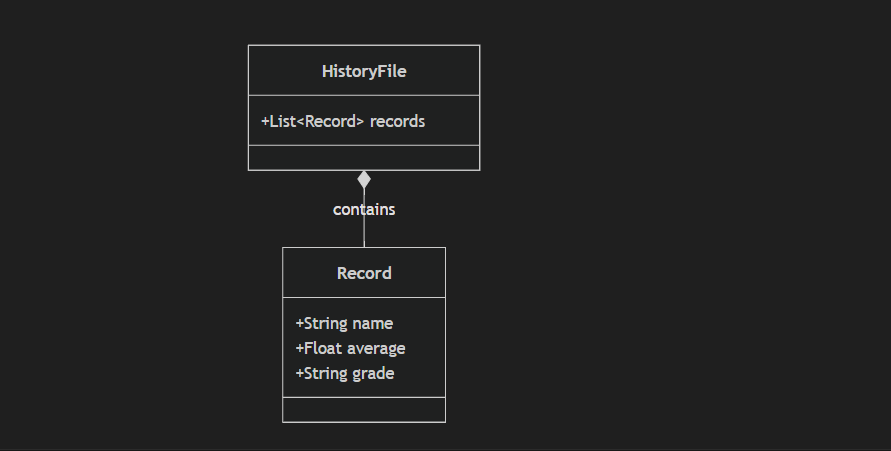 HistoryFile
+List<Record> records
contains
Record
+String name
+Float average
+String grade